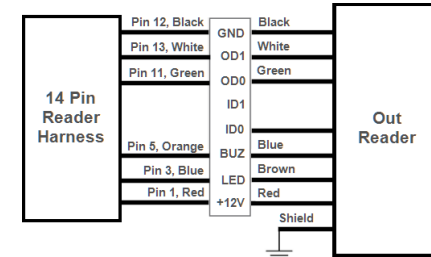 Pin 12, Black
Black
GND
Pin 13, White
White
OD1
Pin 11, Green
Green
OD0
14 Pin
Reader
Harness
ID1
Out
Reader
ID0
Pin 5, Orange
Blue
BUZ
Pin 3, Blue
Brown
LED
Pin 1, Red
Red
+12V
Shield